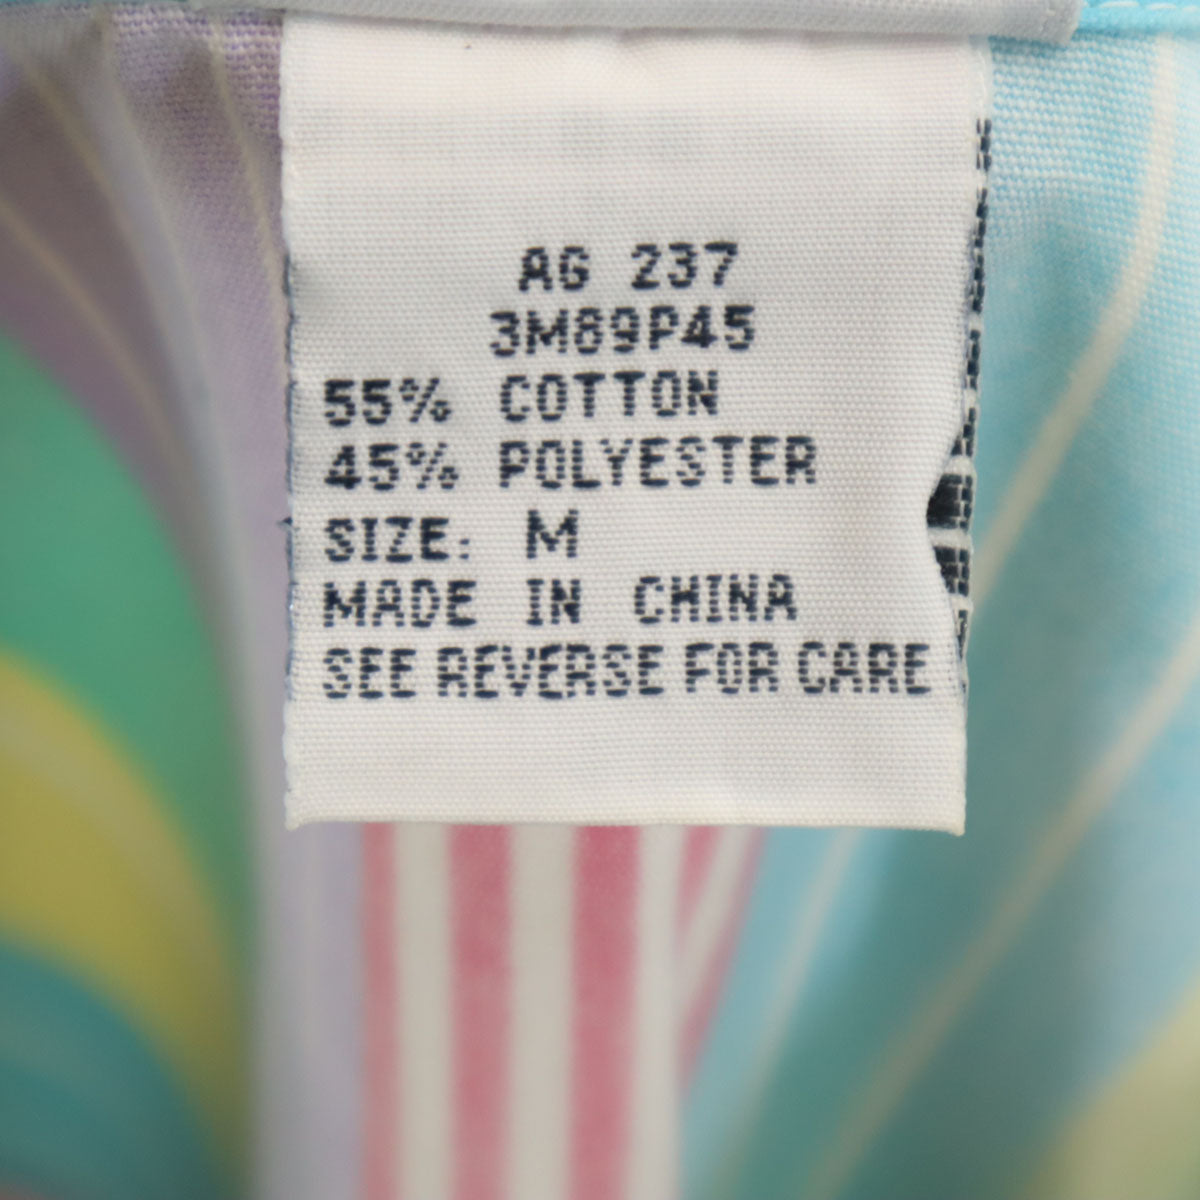 AG 237
3M89P45
55% COTTON
45% POLYESTER
SIZE: M
MADE IN CHINA
SEE REVERSE FOR CARE